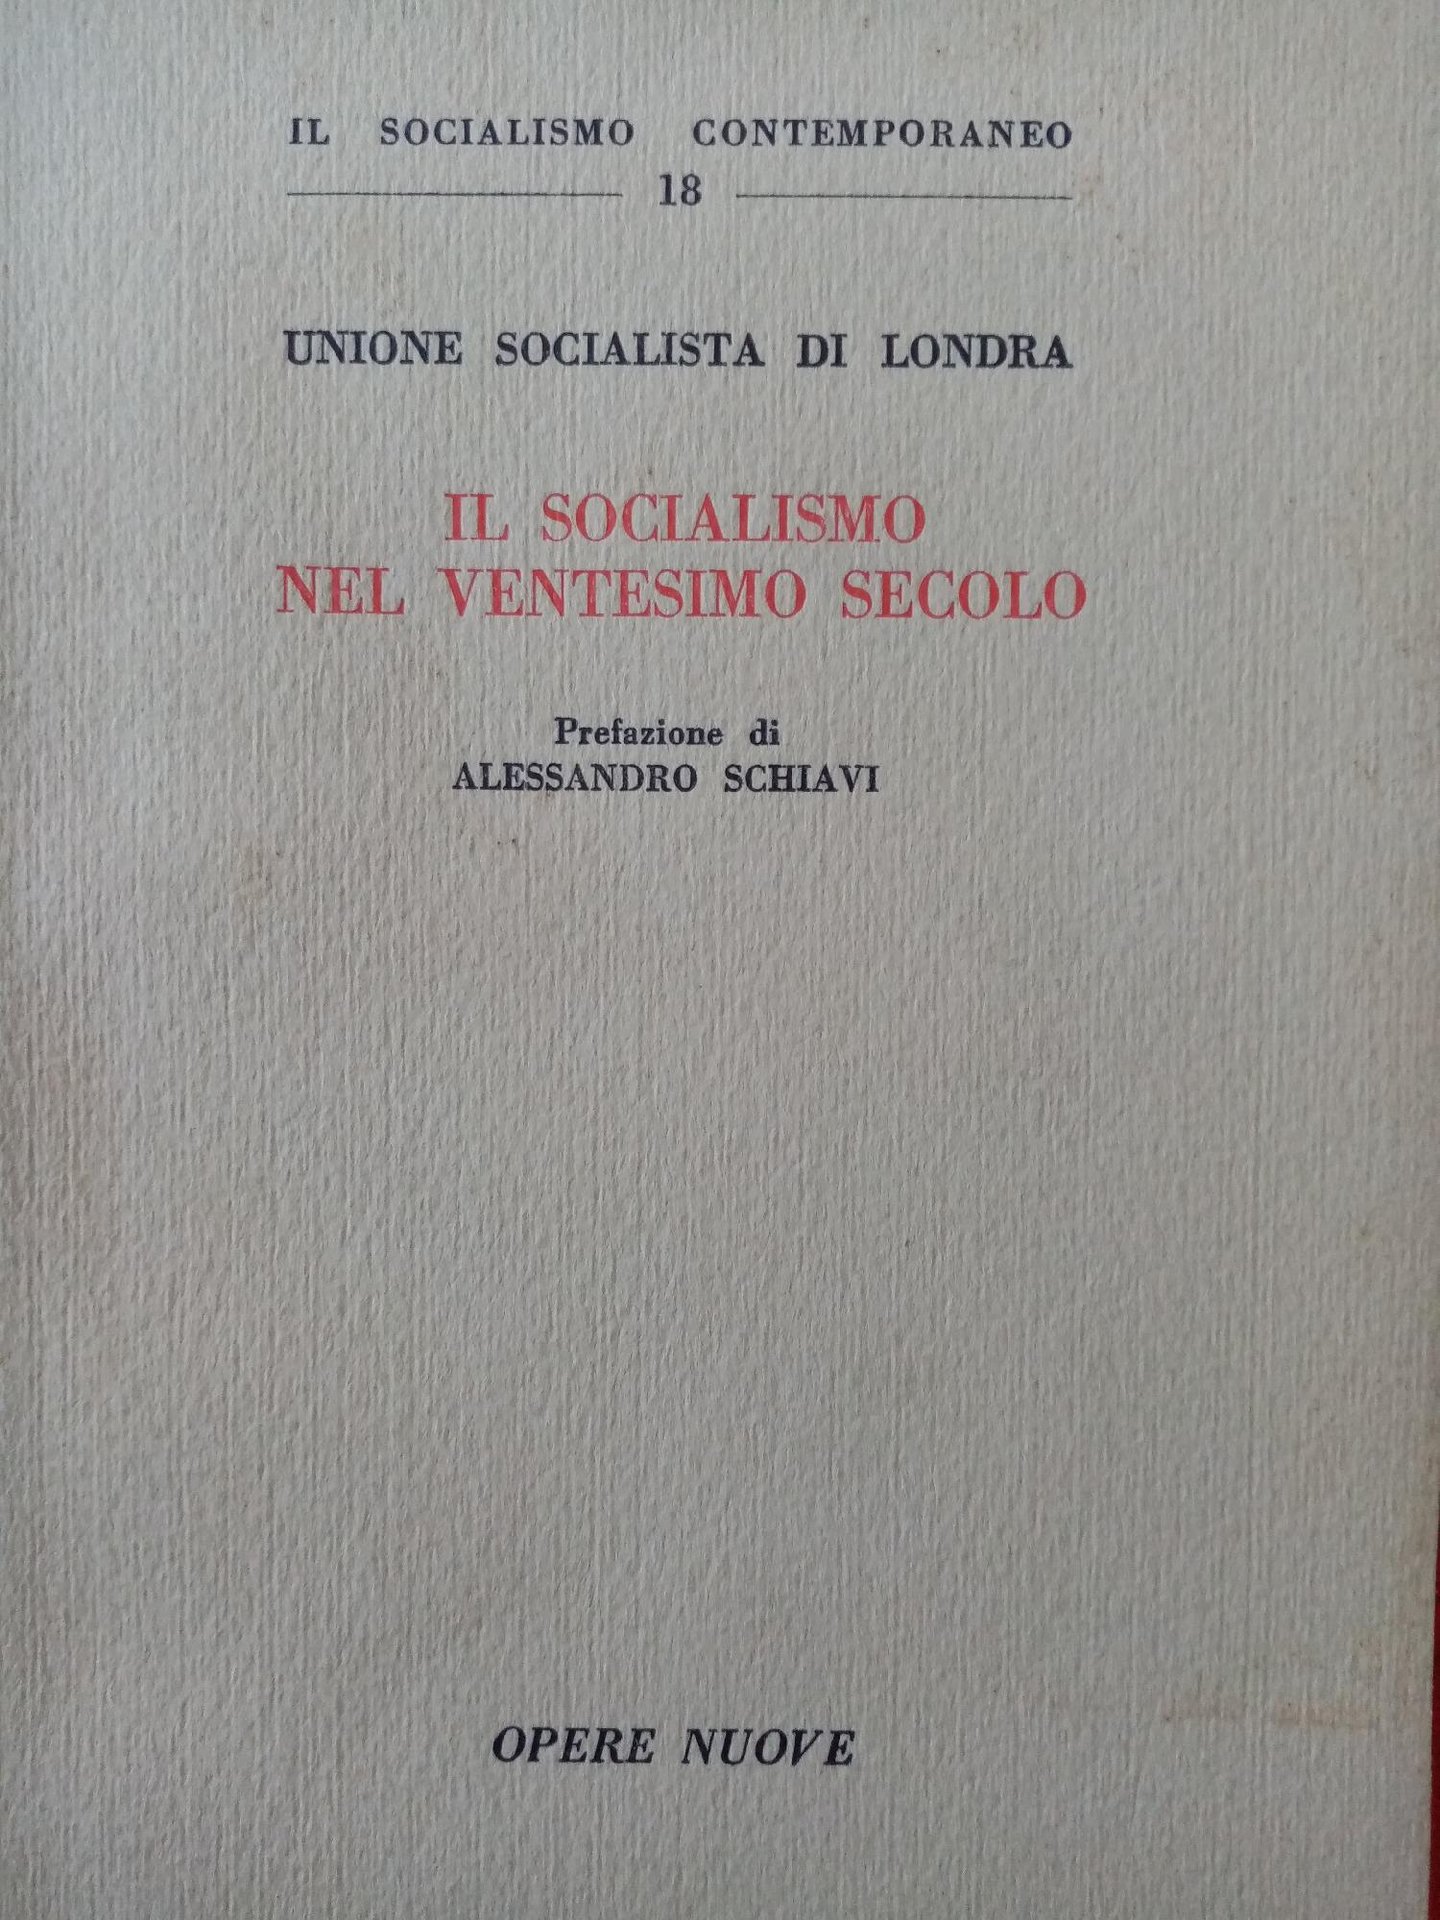 IL SOCIALISMO CONTEMPORANEO
18
UNIONE SOCIALISTA DI LONDRA
IL SOCIALISMO
NEL VENTESIMO SECOLO
Prefazione di
ALESSANDRO SCHIAVI
OPERE NUOVE